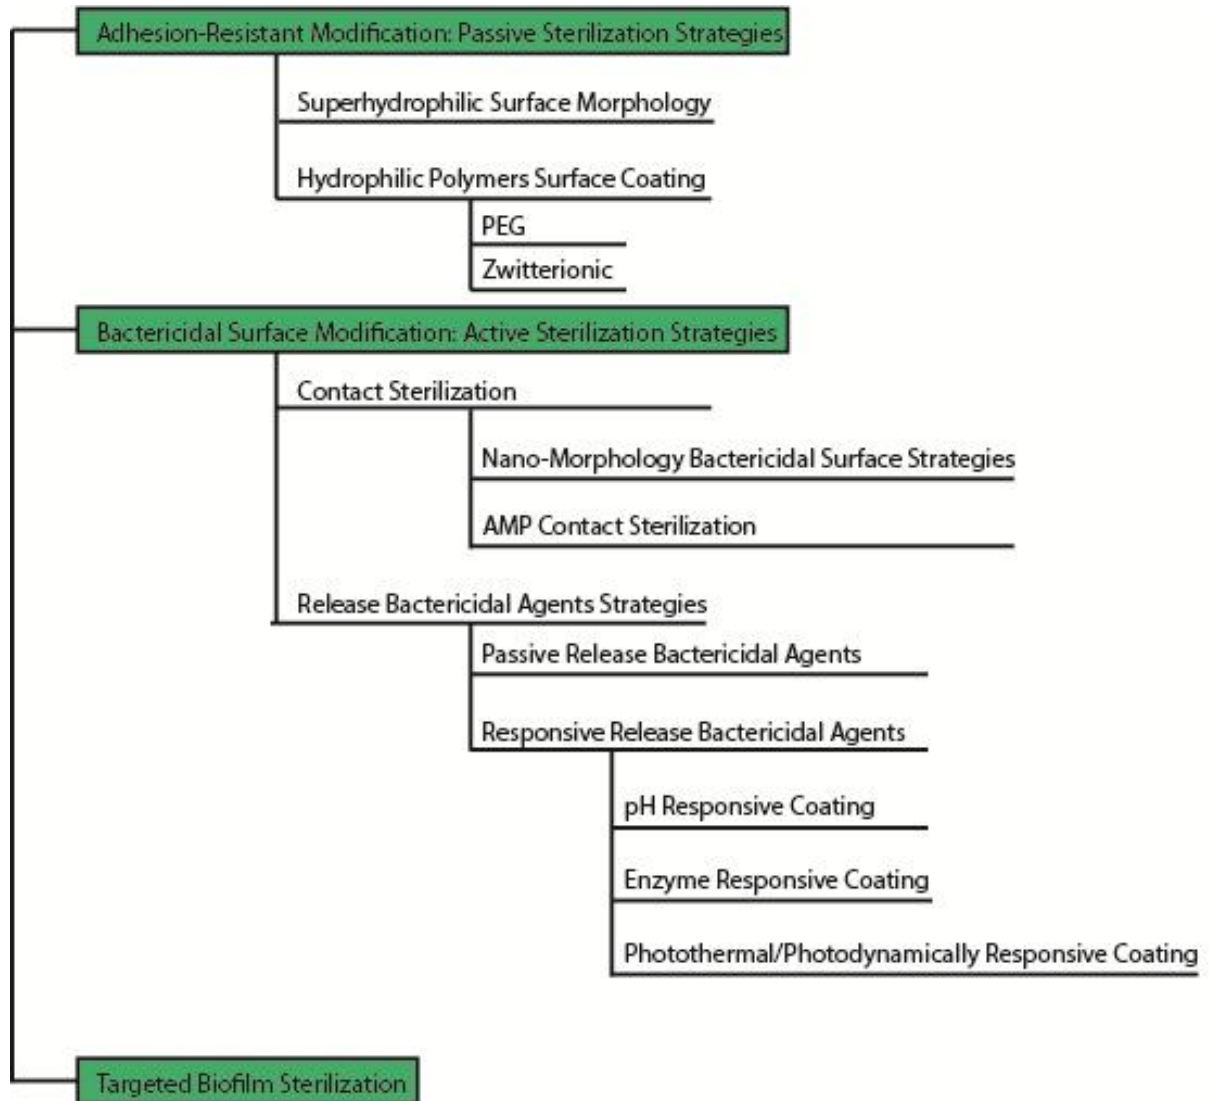 Adhesion-Resistant Modification: Passive Sterilization Strategies
Superhydrophilic Surface Morphology
Hydrophilic Polymers Surface Coating
PEG
Zwitterionic
Bactericidal Surface Modification: Active Sterilization Strategies
Contact Sterilization
Nano-Morphology Bactericidal Surface Strategies
AMP Contact Sterilization
Release Bactericidal Agents Strategies
Passive Release Bactericidal Agents
Responsive Release Bactericidal Agents
pH Responsive Coating
Enzyme Responsive Coating
Photothermal/Photodynamically Responsive Coating
Targeted Biofilm Sterilization